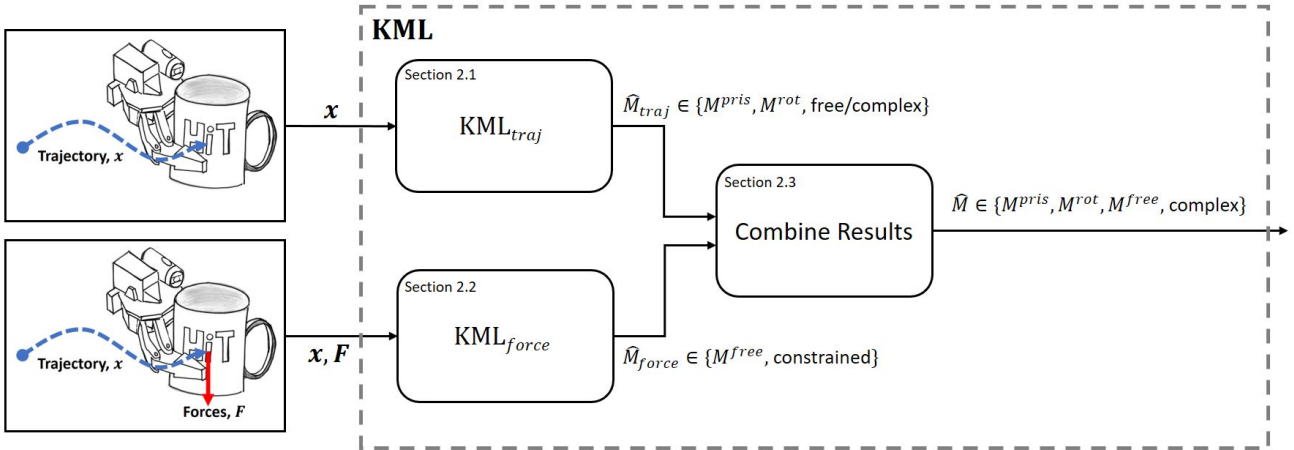 KML
HiT
Trajectory, x
x
Section 2.1
KML_traj
M̂_traj ∈ {M^pris, M^rot, free/complex}
Section 2.3
Combine Results
M̂ ∈ {M^pris, M^rot, M^free, complex}
HiT
Trajectory, x
Forces, F
x, F
Section 2.2
KML_force
M̂_force ∈ {M^free, constrained}